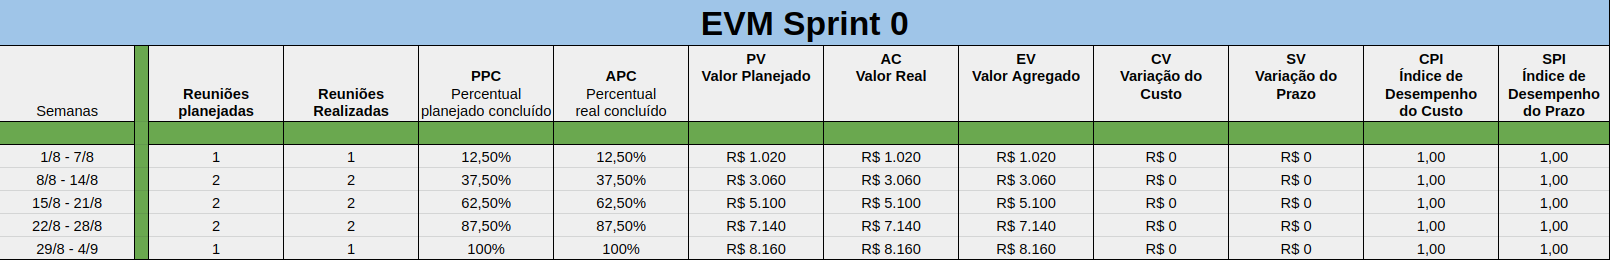 EVM Sprint 0
Semanas | Reuniões planejadas | Reuniões Realizadas | PPC Percentual planejado concluído | APC Percentual real concluído | PV Valor Planejado | AC Valor Real | EV Valor Agregado | CV Variação do Custo | SV Variação do Prazo | CPI Índice de Desempenho do Custo | SPI Índice de Desempenho do Prazo
1/8 - 7/8 | 1 | 1 | 12,50% | 12,50% | R$ 1.020 | R$ 1.020 | R$ 1.020 | R$ 0 | R$ 0 | 1,00 | 1,00
8/8 - 14/8 | 2 | 2 | 37,50% | 37,50% | R$ 3.060 | R$ 3.060 | R$ 3.060 | R$ 0 | R$ 0 | 1,00 | 1,00
15/8 - 21/8 | 2 | 2 | 62,50% | 62,50% | R$ 5.100 | R$ 5.100 | R$ 5.100 | R$ 0 | R$ 0 | 1,00 | 1,00
22/8 - 28/8 | 2 | 2 | 87,50% | 87,50% | R$ 7.140 | R$ 7.140 | R$ 7.140 | R$ 0 | R$ 0 | 1,00 | 1,00
29/8 - 4/9 | 1 | 1 | 100% | 100% | R$ 8.160 | R$ 8.160 | R$ 8.160 | R$ 0 | R$ 0 | 1,00 | 1,00